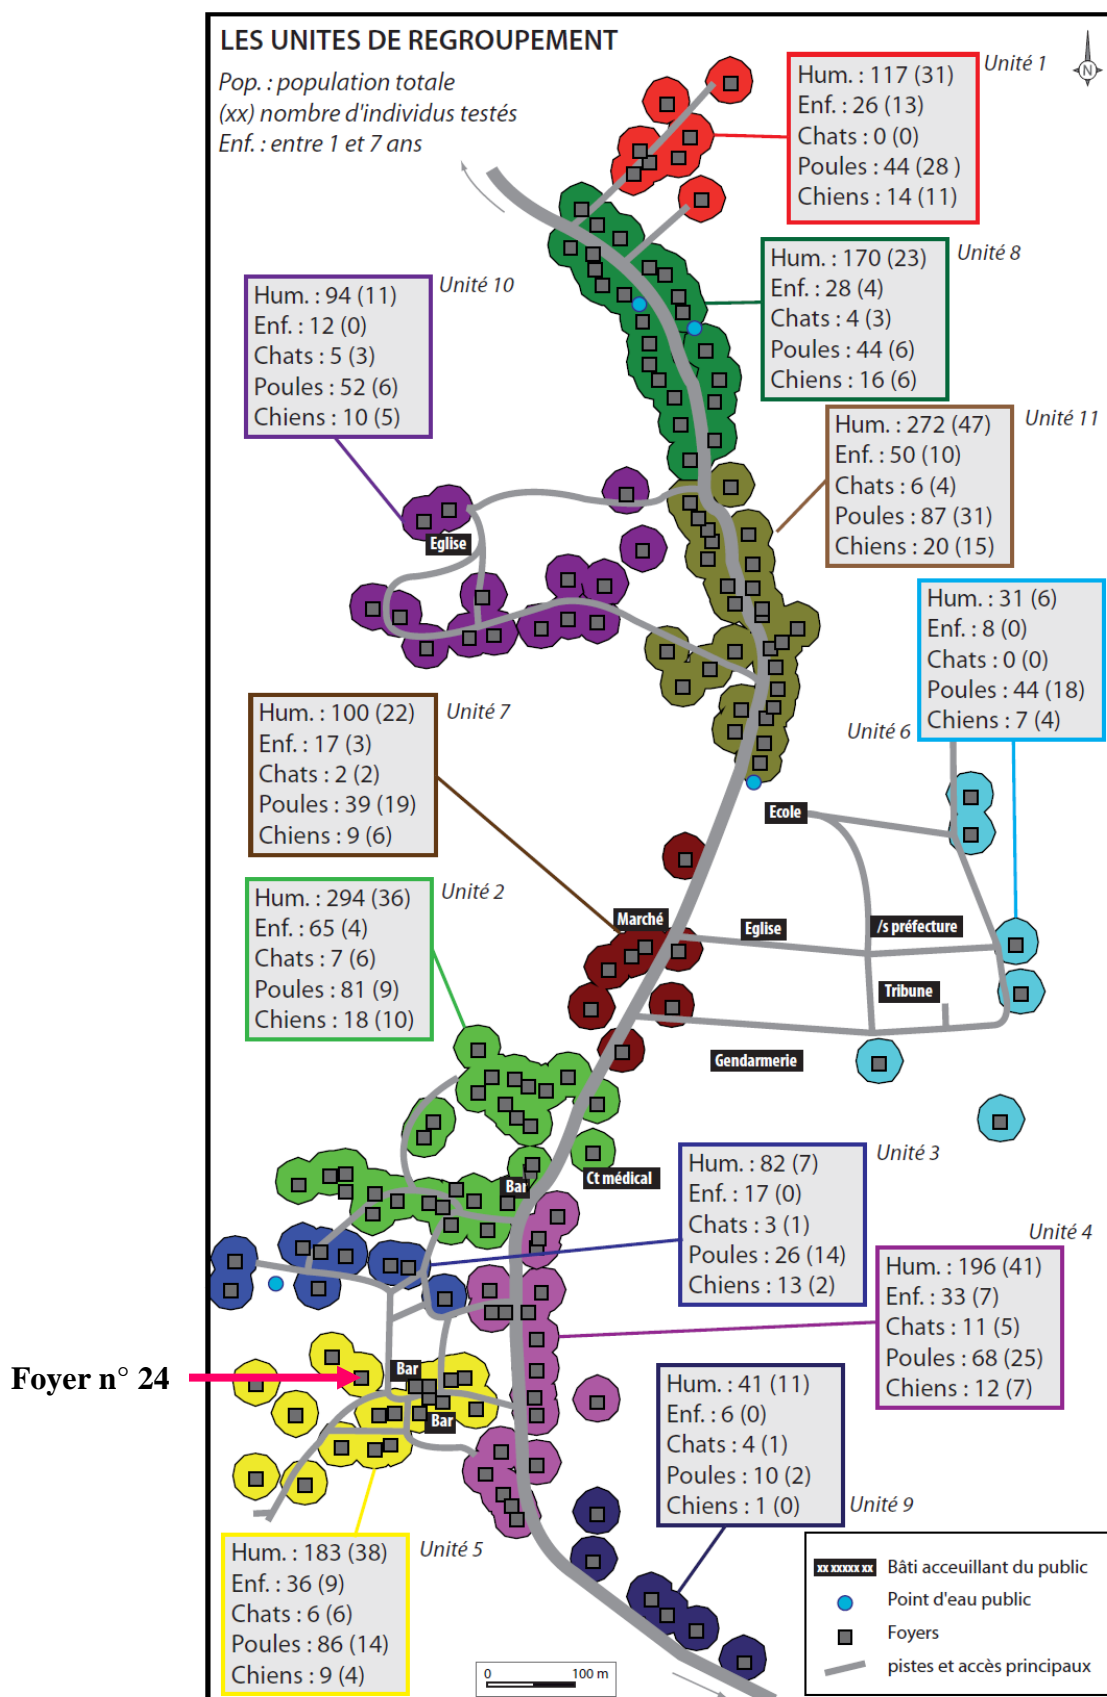 LES UNITES DE REGROUPEMENT
Pop. : population totale
(xx) nombre d'individus testés
Enf. : entre 1 et 7 ans
N
Unité 1
Hum. : 117 (31)
Enf. : 26 (13)
Chats : 0 (0)
Poules : 44 (28 )
Chiens : 14 (11)
Unité 8
Hum. : 170 (23)
Enf. : 28 (4)
Chats : 4 (3)
Poules : 44 (6)
Chiens : 16 (6)
Unité 10
Hum. : 94 (11)
Enf. : 12 (0)
Chats : 5 (3)
Poules : 52 (6)
Chiens : 10 (5)
Unité 11
Hum. : 272 (47)
Enf. : 50 (10)
Chats : 6 (4)
Poules : 87 (31)
Chiens : 20 (15)
Eglise
Hum. : 31 (6)
Enf. : 8 (0)
Chats : 0 (0)
Poules : 44 (18)
Chiens : 7 (4)
Unité 6
Unité 7
Hum. : 100 (22)
Enf. : 17 (3)
Chats : 2 (2)
Poules : 39 (19)
Chiens : 9 (6)
Ecole
Unité 2
Hum. : 294 (36)
Enf. : 65 (4)
Chats : 7 (6)
Poules : 81 (9)
Chiens : 18 (10)
Marché
Eglise
/s préfecture
Tribune
Gendarmerie
Bar
Ct médical
Unité 3
Hum. : 82 (7)
Enf. : 17 (0)
Chats : 3 (1)
Poules : 26 (14)
Chiens : 13 (2)
Unité 4
Hum. : 196 (41)
Enf. : 33 (7)
Chats : 11 (5)
Poules : 68 (25)
Chiens : 12 (7)
Foyer n° 24
Bar
Bar
Hum. : 41 (11)
Enf. : 6 (0)
Chats : 4 (1)
Poules : 10 (2)
Chiens : 1 (0)
Unité 9
Unité 5
Hum. : 183 (38)
Enf. : 36 (9)
Chats : 6 (6)
Poules : 86 (14)
Chiens : 9 (4)
xx xxxxx xx Bâti acceuillant du public
Point d'eau public
Foyers
pistes et accès principaux
0 100 m